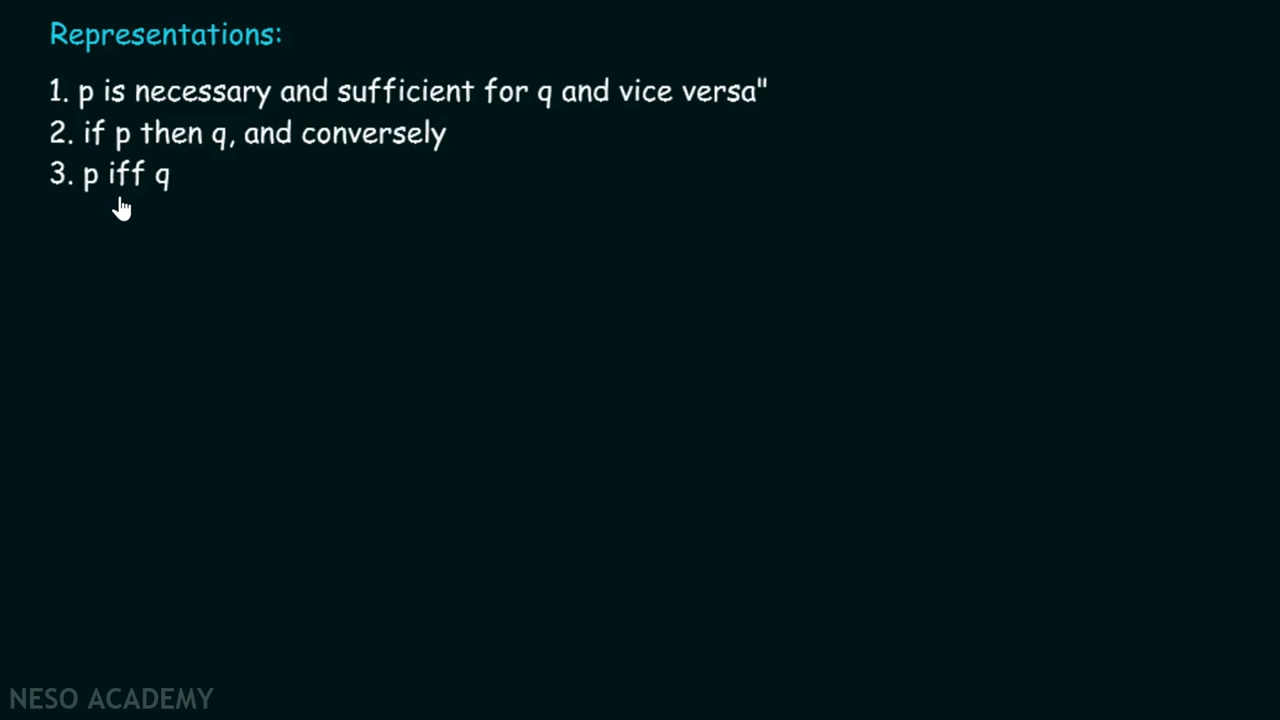 Representations:
1. p is necessary and sufficient for q and vice versa"
2. if p then q, and conversely
3. p iff q
NESO ACADEMY